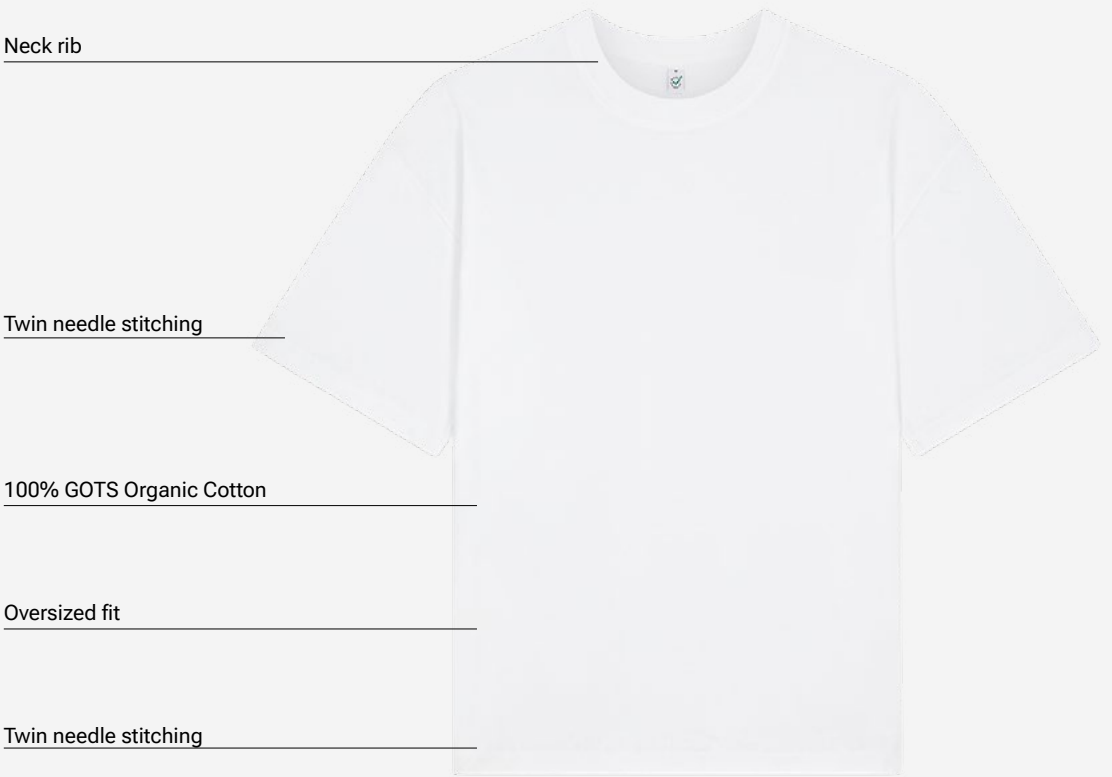 Neck rib
Twin needle stitching
100% GOTS Organic Cotton
Oversized fit
Twin needle stitching